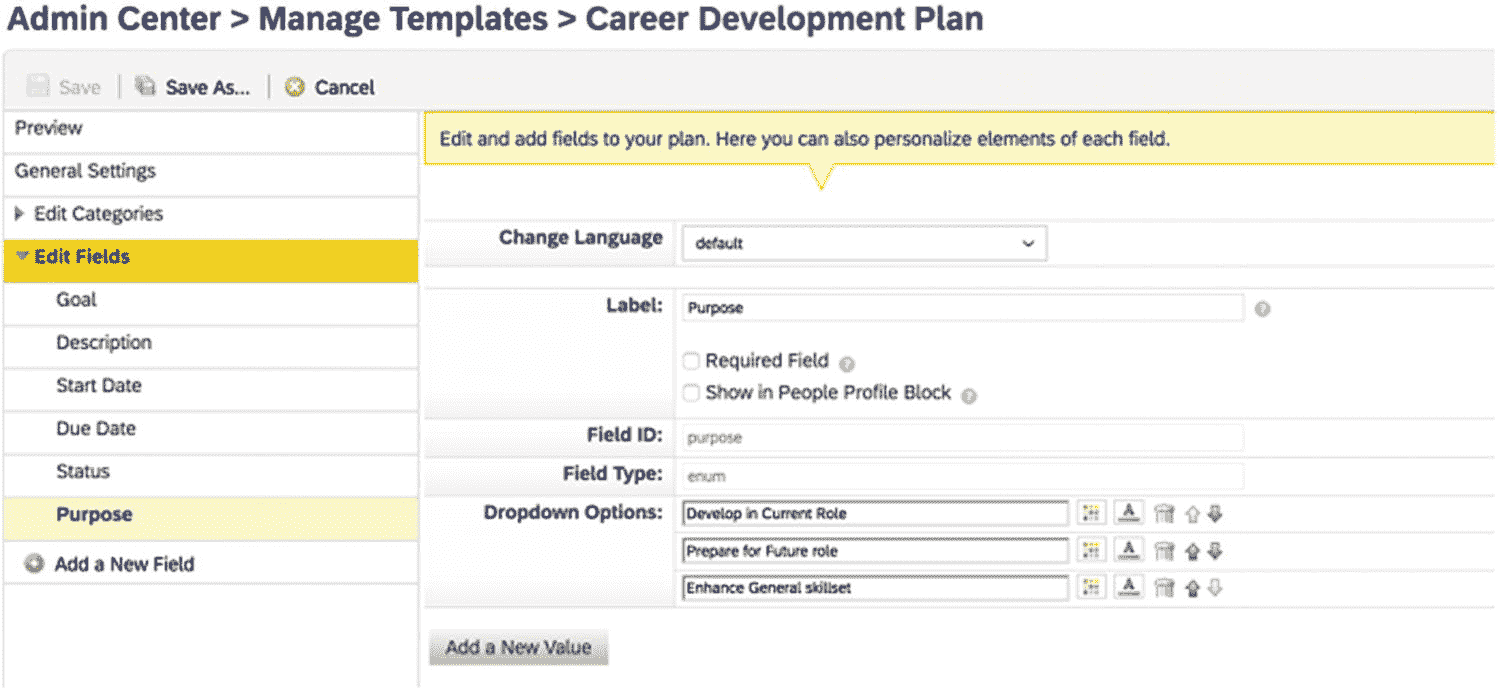 Admin Center > Manage Templates > Career Development Plan
Save Save As... Cancel
Preview
Edit and add fields to your plan. Here you can also personalize elements of each field.
General Settings
Edit Categories
Edit Fields
Goal
Description
Start Date
Due Date
Status
Purpose
Add a New Field
Change Language default
Label: Purpose
Required Field
Show in People Profile Block
Field ID: purpose
Field Type: enum
Dropdown Options: Develop in Current Role
Prepare for Future role
Enhance General skillset
Add a New Value